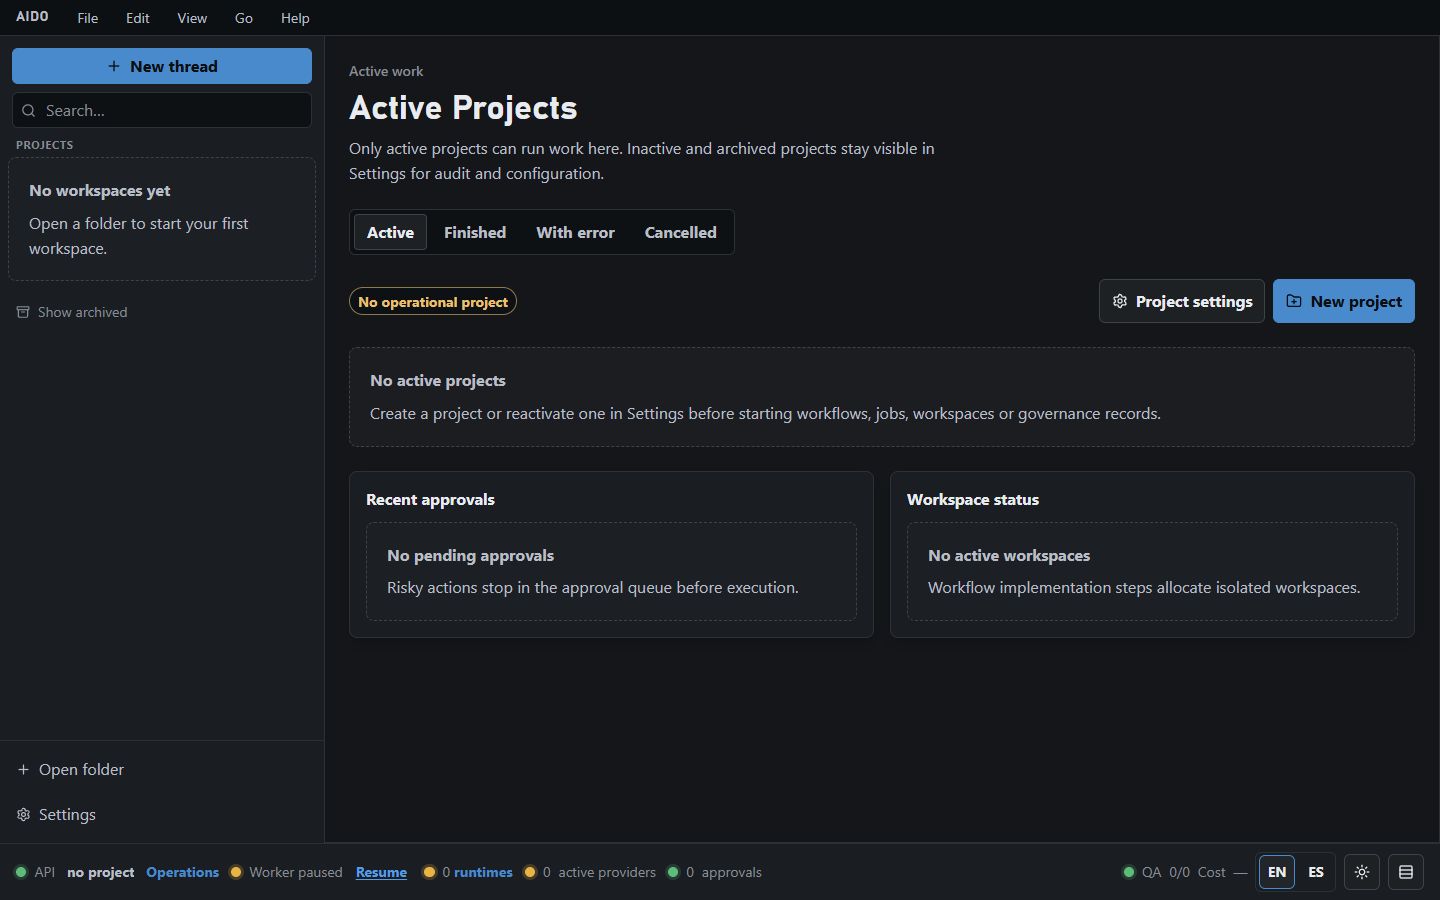 AIDO File Edit View Go Help
New thread
Search...
PROJECTS
No workspaces yet
Open a folder to start your first
workspace.
Show archived
Open folder
Settings
Active work
Active Projects
Only active projects can run work here. Inactive and archived projects stay visible in
Settings for audit and configuration.
Active Finished With error Cancelled
No operational project
Project settings
New project
No active projects
Create a project or reactivate one in Settings before starting workflows, jobs, workspaces or governance records.
Recent approvals
No pending approvals
Risky actions stop in the approval queue before execution.
Workspace status
No active workspaces
Workflow implementation steps allocate isolated workspaces.
API no project Operations Worker paused Resume 0 runtimes 0 active providers 0 approvals QA 0/0 Cost — EN ES